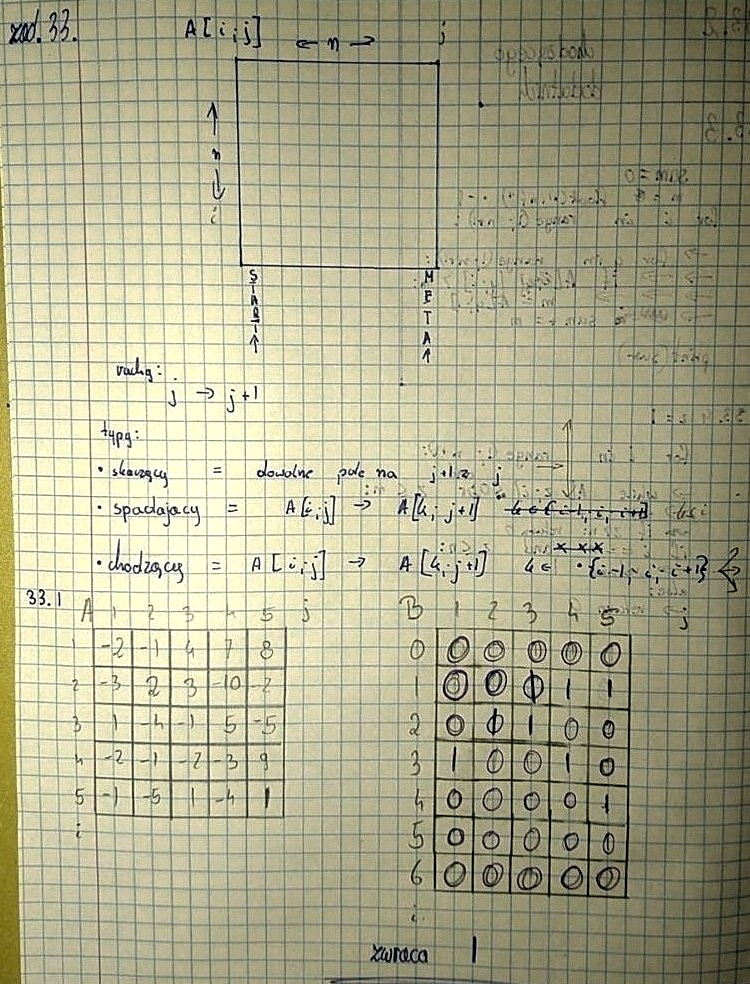 zad. 33.
A[i,j] ← n → j
↑
n
↓
i
START ↑
META ↑
ruchy:
j → j+1
typy:
• skaczący = dowolne pole na j+1 z j
• spadający = A[i,j] → A[k, j+1]
• chodzący = A[i,j] → A[k,j+1] k ∈ {i-1, i, i+1}
33.1
A 1 2 3 4 5 j
1 -2 -1 4 7 8
2 -3 2 3 -10 -2
3 1 -4 -1 5 -5
4 -2 -1 -2 -3 9
5 -1 -5 1 -4 1
i
B 1 2 3 4 5 j
0 0 0 0 0 0
1 0 0 0 1 1
2 0 0 1 0 0
3 1 0 0 1 0
4 0 0 0 0 1
5 0 0 0 0 0
6 0 0 0 0 0
i
zwraca 1